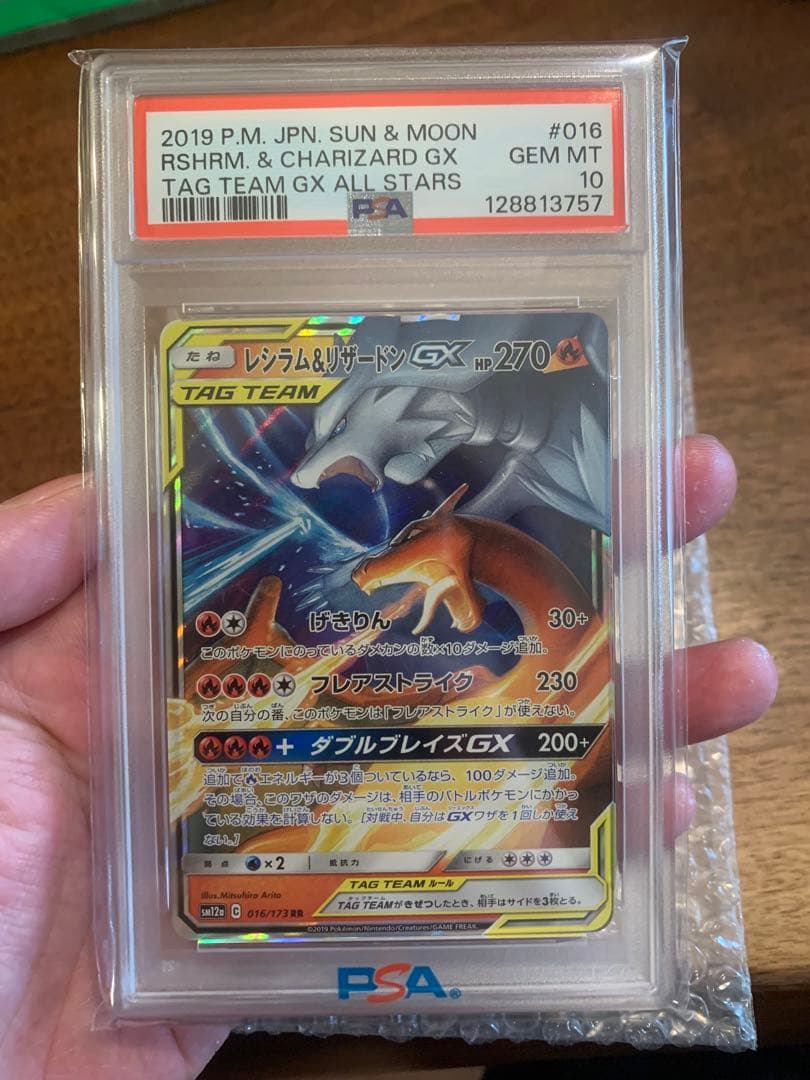 2019 P.M. JPN. SUN & MOON #016
RSHRM. & CHARIZARD GX GEM MT
TAG TEAM GX ALL STARS 10
PSA 128813757
たね レシラム&リザードンGX HP270
TAG TEAM
げきりん 30+
このポケモンにのっているダメカンの数×10ダメージ追加。
フレアストライク 230
次の自分の番、このポケモンは「フレアストライク」が使えない。
+ ダブルブレイズGX 200+
追加で エネルギーが3個ついているなら、100ダメージ追加。
その場合、このワザのダメージは、相手のバトルポケモンにかかっ
ている効果を計算しない。[対戦中、自分はGXワザを1回しか使え
ない。]
弱点 ×2 抵抗力 にげる
TAG TEAM ルール
Illus.Mitsuhiro Arita
TAG TEAMがきぜつしたとき、相手はサイドを3枚とる。
SM12a C 016/173 RR
©2019 Pokémon/Nintendo/Creatures/GAME FREAK.
PSA®